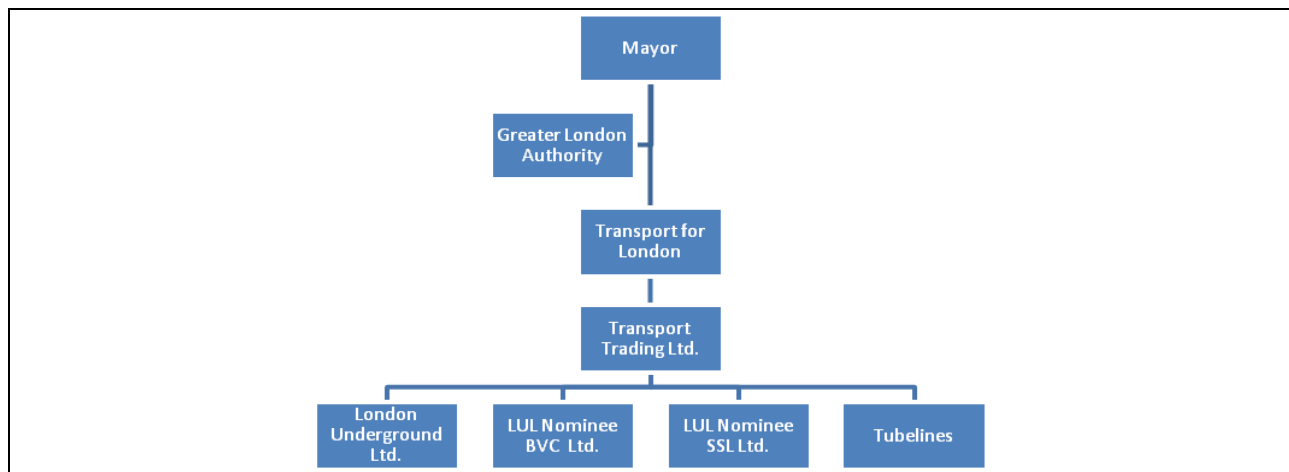 Mayor
Greater London
Authority
Transport for
London
Transport
Trading Ltd.
London
Underground
Ltd.
LUL Nominee
BVC Ltd.
LUL Nominee
SSL Ltd.
Tubelines